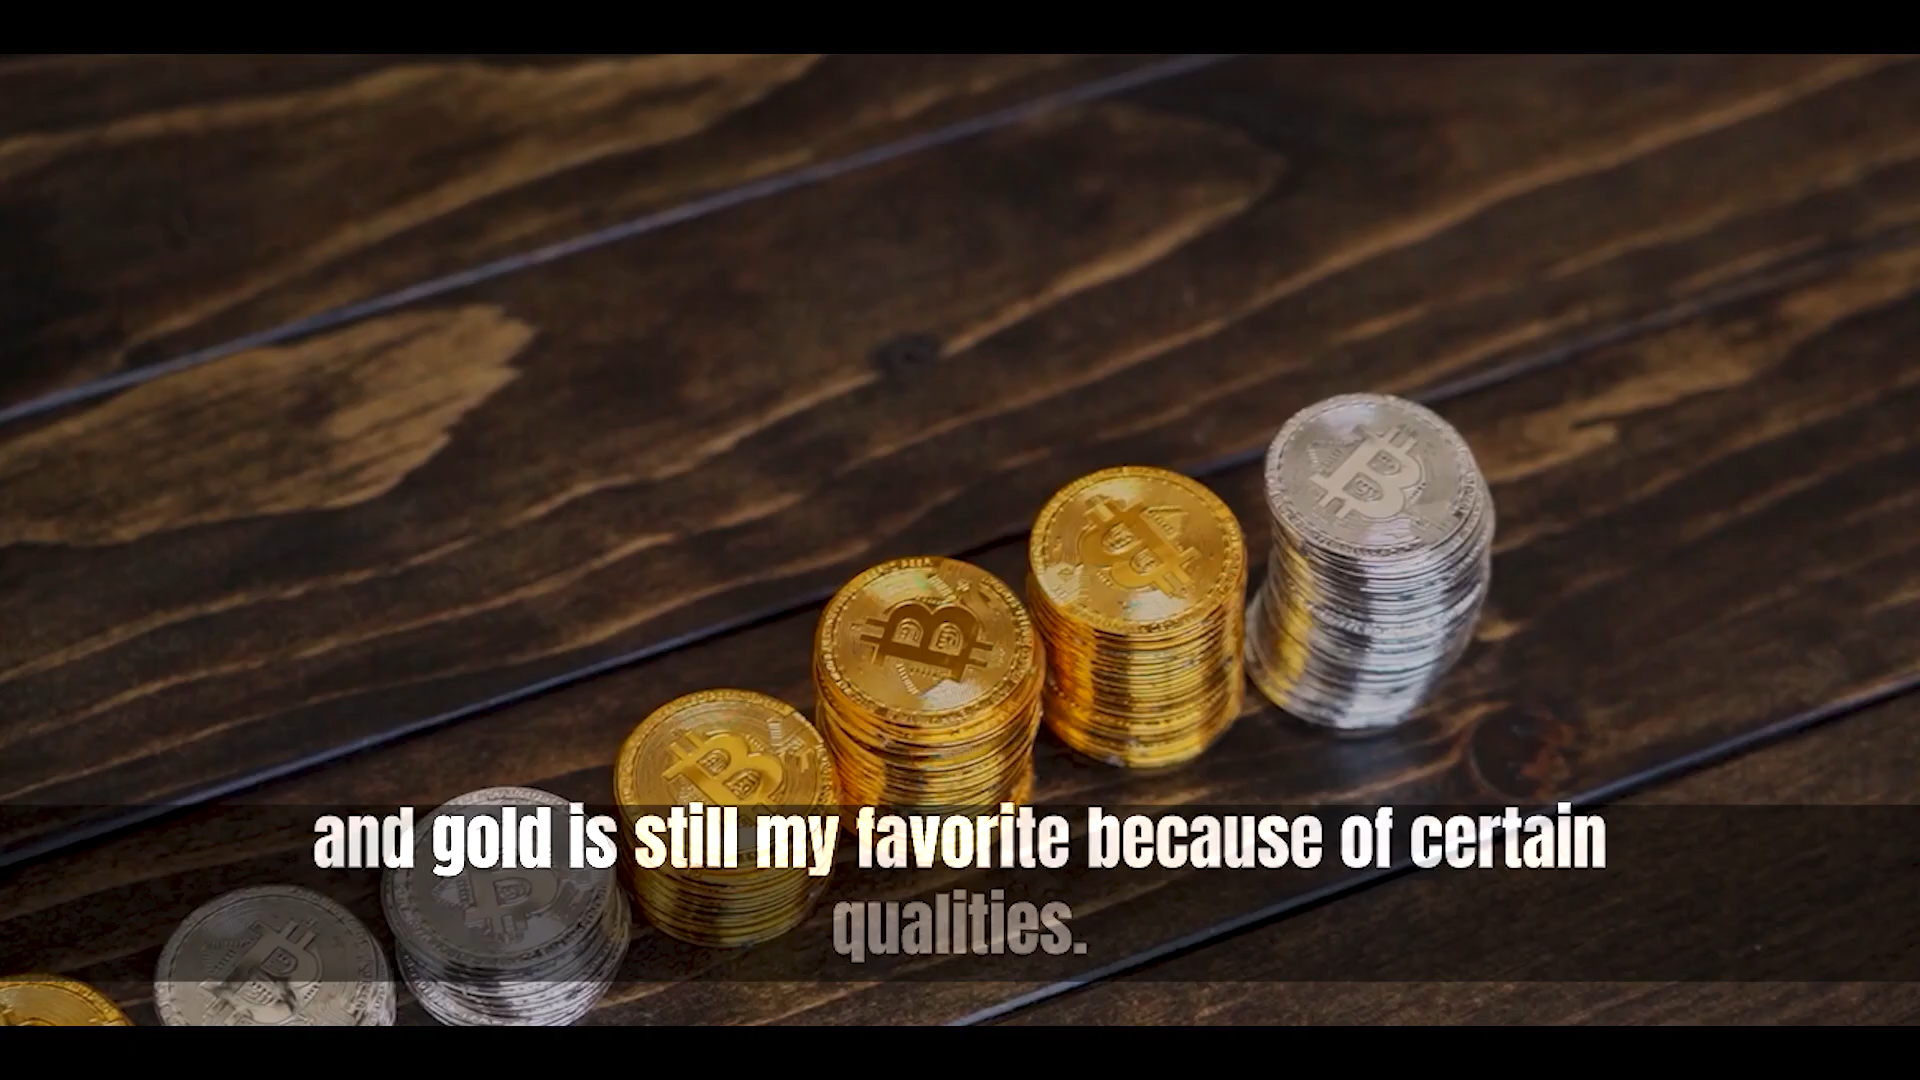 and gold is still my favorite because of certain
qualities.